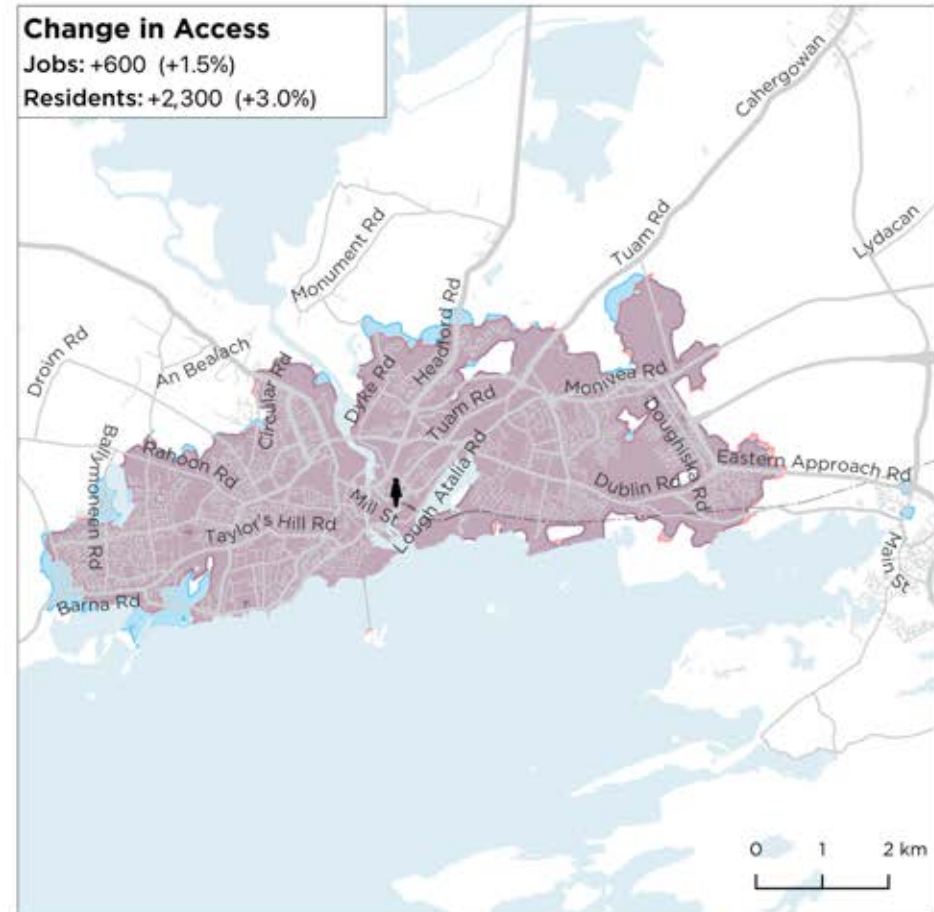 Change in Access
Jobs: +600 (+1.5%)
Residents: +2,300 (+3.0%)
Cahergowan
Lydacan
Tuam Rd
Monument Rd
Headford Rd
Droim Rd
An Bealach
Circular Rd
Dyke Rd
Tuam Rd
Monivea Rd
Doughiska Rd
Ballymoneen Rd
Rahoon Rd
Lough Atalia Rd
Eastern Approach Rd
Dublin Rd
Mill St
Taylor's Hill Rd
Main St
Barna Rd
0 1 2 km